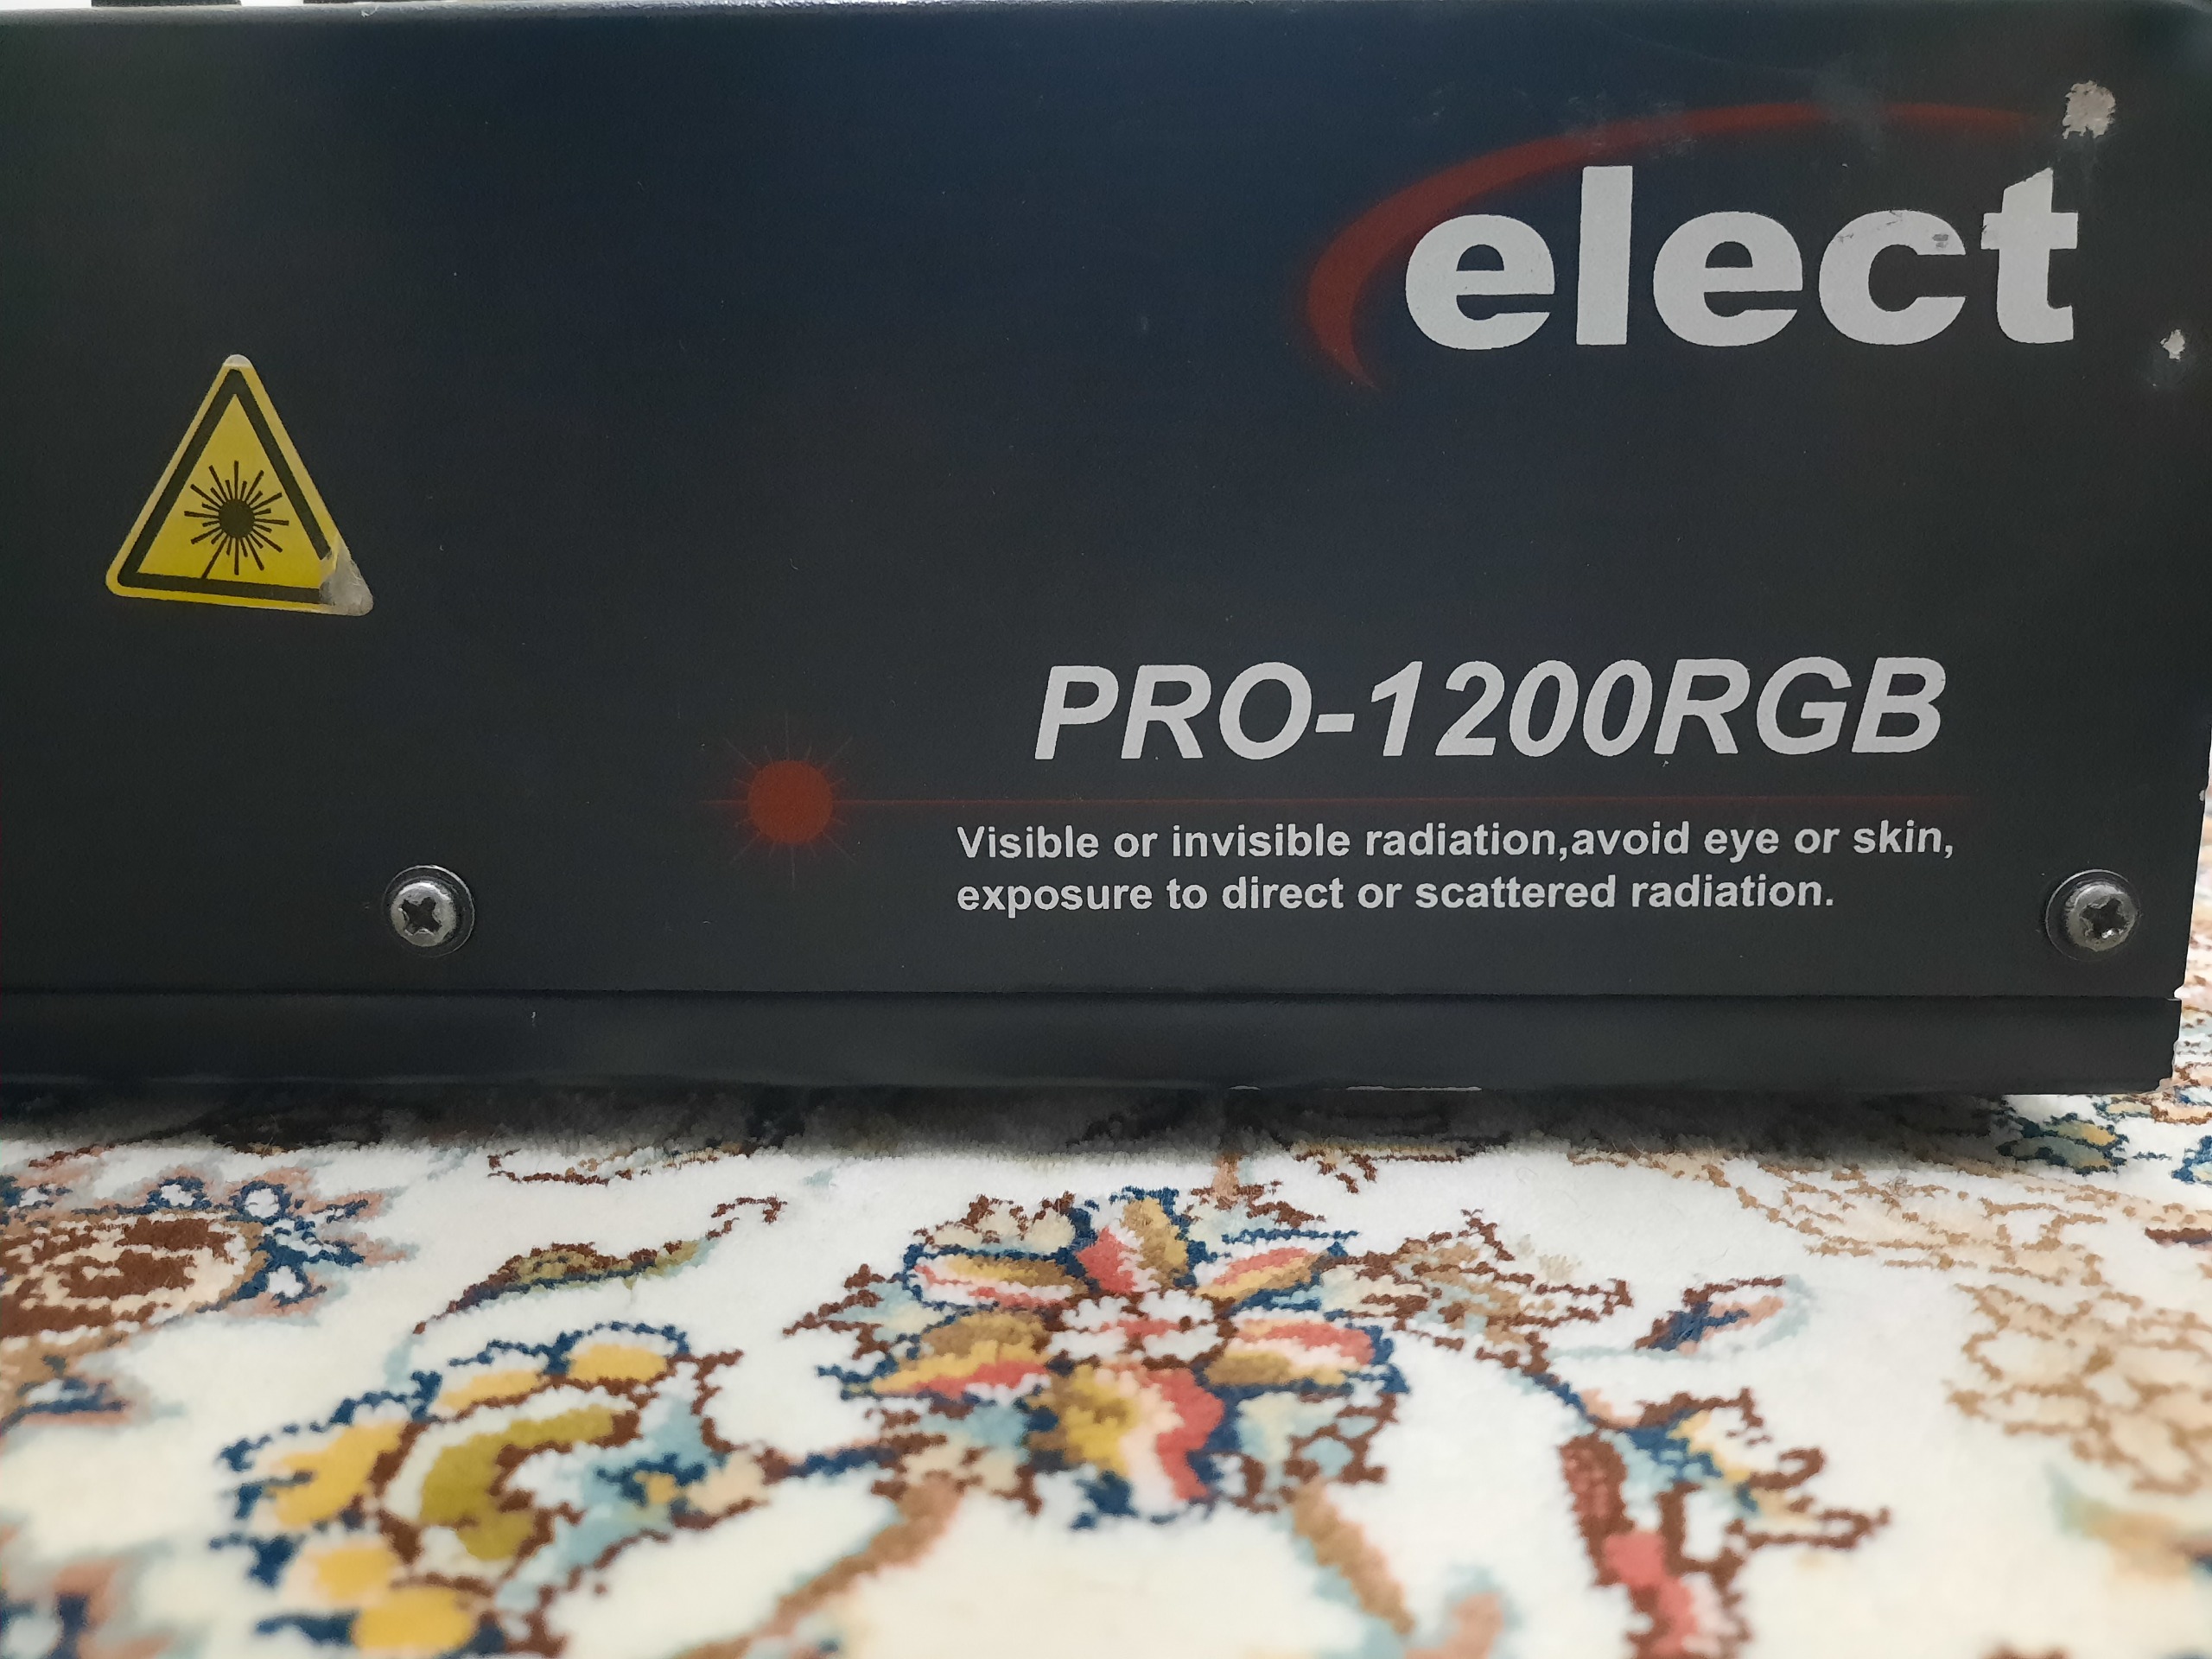 elect
PRO-1200RGB
Visible or invisible radiation,avoid eye or skin,
exposure to direct or scattered radiation.